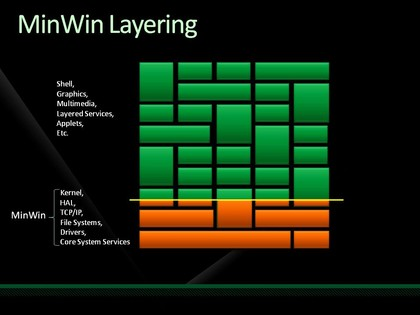 MinWin Layering
Shell,
Graphics,
Multimedia,
Layered Services,
Applets,
Etc.
MinWin
Kernel,
HAL,
TCP/IP,
File Systems,
Drivers,
Core System Services